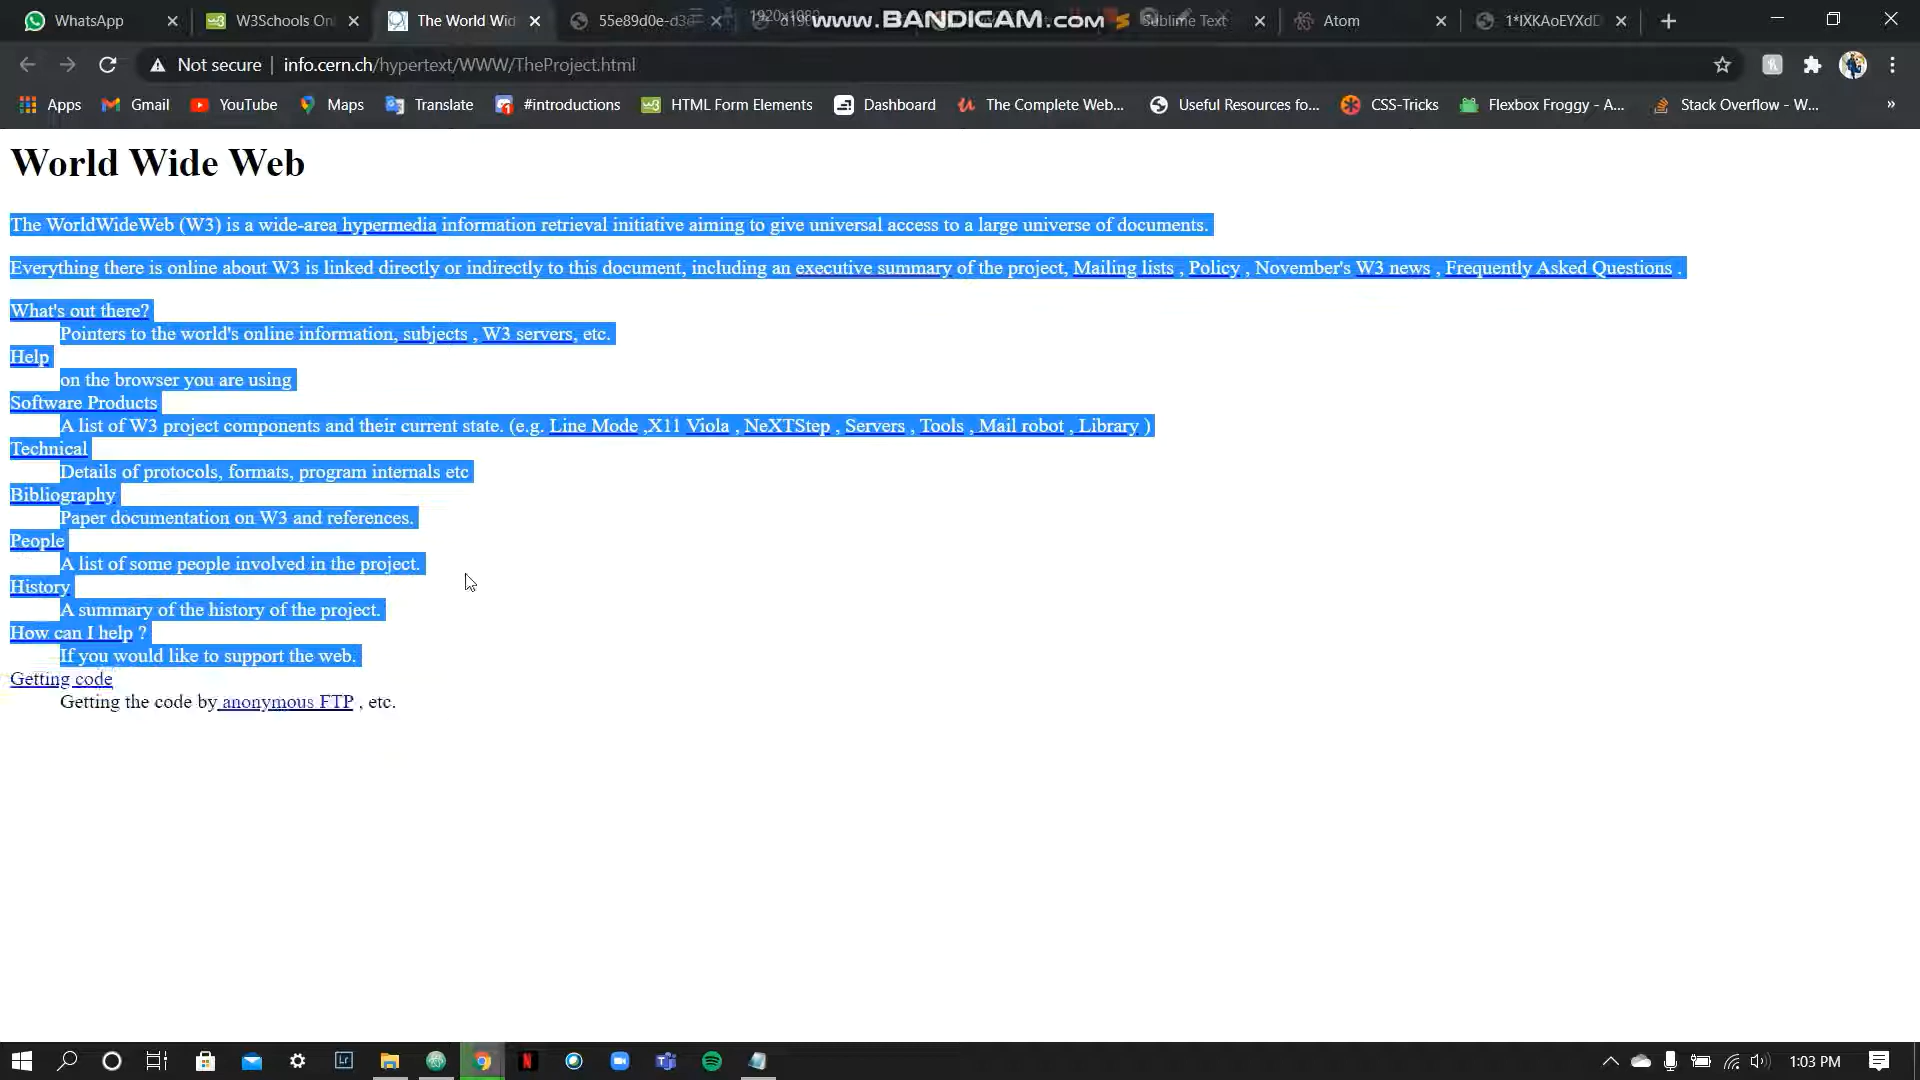 WhatsApp
W3Schools On
The World Wid
55e89d0e-d3
1920x1080
www.BANDICAM.com
Sublime Text
Atom
1*IXKAoEYXdD
Not secure | info.cern.ch/hypertext/WWW/TheProject.html
Apps Gmail YouTube Maps Translate #introductions HTML Form Elements Dashboard The Complete Web... Useful Resources fo... CSS-Tricks Flexbox Froggy - A... Stack Overflow - W... »
World Wide Web
The WorldWideWeb (W3) is a wide-area hypermedia information retrieval initiative aiming to give universal access to a large universe of documents.
Everything there is online about W3 is linked directly or indirectly to this document, including an executive summary of the project, Mailing lists , Policy , November's W3 news , Frequently Asked Questions .
What's out there?
Pointers to the world's online information, subjects , W3 servers, etc.
Help
on the browser you are using
Software Products
A list of W3 project components and their current state. (e.g. Line Mode ,X11 Viola , NeXTStep , Servers , Tools , Mail robot , Library )
Technical
Details of protocols, formats, program internals etc
Bibliography
Paper documentation on W3 and references.
People
A list of some people involved in the project.
History
A summary of the history of the project.
How can I help ?
If you would like to support the web.
Getting code
Getting the code by anonymous FTP , etc.
1:03 PM